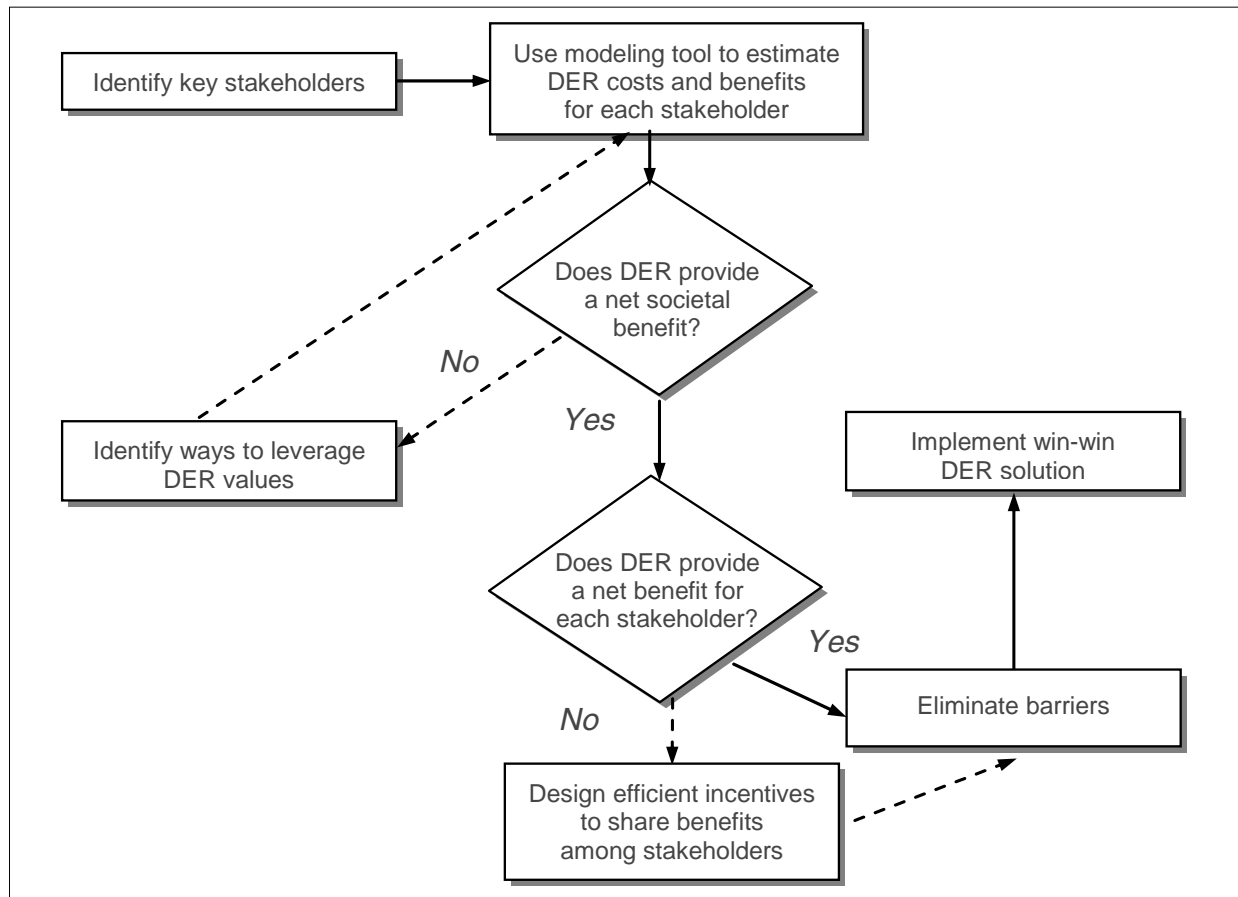 Identify key stakeholders
Use modeling tool to estimate
DER costs and benefits
for each stakeholder
Does DER provide
a net societal
benefit?
No
Yes
Identify ways to leverage
DER values
Implement win-win
DER solution
Does DER provide
a net benefit for
each stakeholder?
Yes
No
Eliminate barriers
Design efficient incentives
to share benefits
among stakeholders